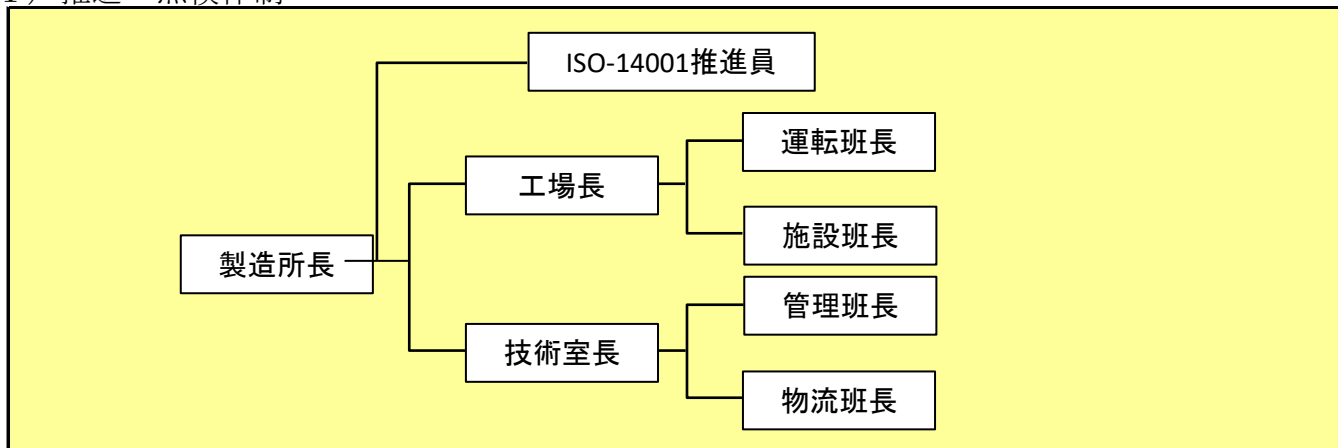 ISO-14001推進員
運転班長
工場長
施設班長
製造所長
管理班長
技術室長
物流班長